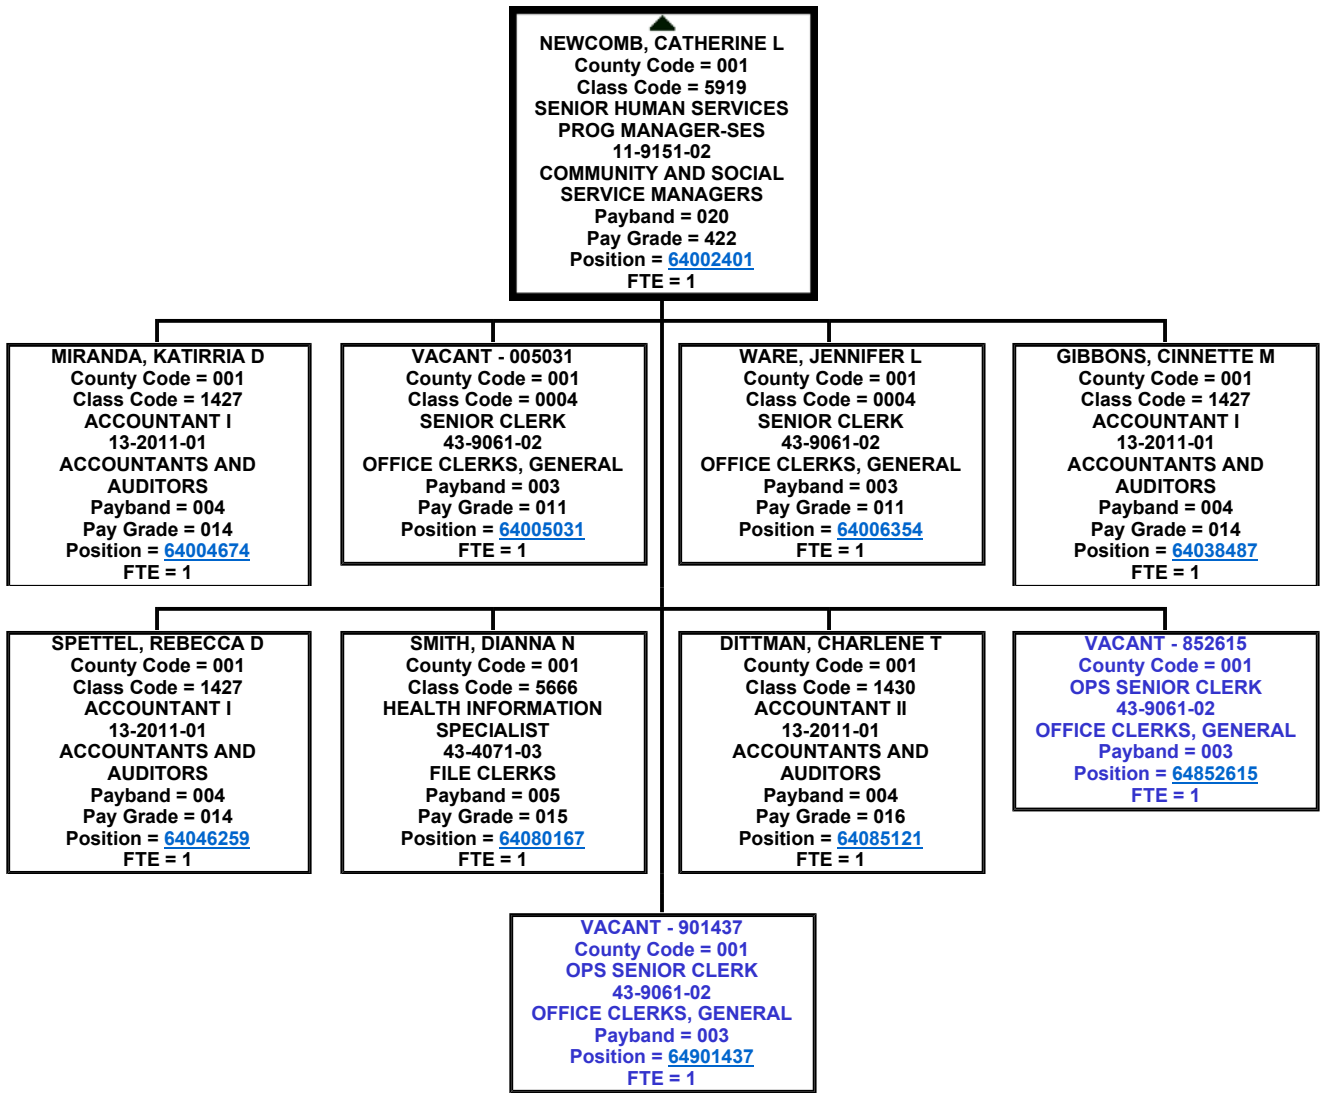 NEWCOMB, CATHERINE L
County Code = 001
Class Code = 5919
SENIOR HUMAN SERVICES
PROG MANAGER-SES
11-9151-02
COMMUNITY AND SOCIAL
SERVICE MANAGERS
Payband = 020
Pay Grade = 422
Position = 64002401
FTE = 1
MIRANDA, KATIRRIA D
County Code = 001
Class Code = 1427
ACCOUNTANT I
13-2011-01
ACCOUNTANTS AND
AUDITORS
Payband = 004
Pay Grade = 014
Position = 64004674
FTE = 1
VACANT - 005031
County Code = 001
Class Code = 0004
SENIOR CLERK
43-9061-02
OFFICE CLERKS, GENERAL
Payband = 003
Pay Grade = 011
Position = 64005031
FTE = 1
WARE, JENNIFER L
County Code = 001
Class Code = 0004
SENIOR CLERK
43-9061-02
OFFICE CLERKS, GENERAL
Payband = 003
Pay Grade = 011
Position = 64006354
FTE = 1
GIBBONS, CINNETTE M
County Code = 001
Class Code = 1427
ACCOUNTANT I
13-2011-01
ACCOUNTANTS AND
AUDITORS
Payband = 004
Pay Grade = 014
Position = 64038487
FTE = 1
SPETTEL, REBECCA D
County Code = 001
Class Code = 1427
ACCOUNTANT I
13-2011-01
ACCOUNTANTS AND
AUDITORS
Payband = 004
Pay Grade = 014
Position = 64046259
FTE = 1
SMITH, DIANNA N
County Code = 001
Class Code = 5666
HEALTH INFORMATION
SPECIALIST
43-4071-03
FILE CLERKS
Payband = 005
Pay Grade = 015
Position = 64080167
FTE = 1
DITTMAN, CHARLENE T
County Code = 001
Class Code = 1430
ACCOUNTANT II
13-2011-01
ACCOUNTANTS AND
AUDITORS
Payband = 004
Pay Grade = 016
Position = 64085121
FTE = 1
VACANT - 852615
County Code = 001
OPS SENIOR CLERK
43-9061-02
OFFICE CLERKS, GENERAL
Payband = 003
Position = 64852615
FTE = 1
VACANT - 901437
County Code = 001
OPS SENIOR CLERK
43-9061-02
OFFICE CLERKS, GENERAL
Payband = 003
Position = 64901437
FTE = 1